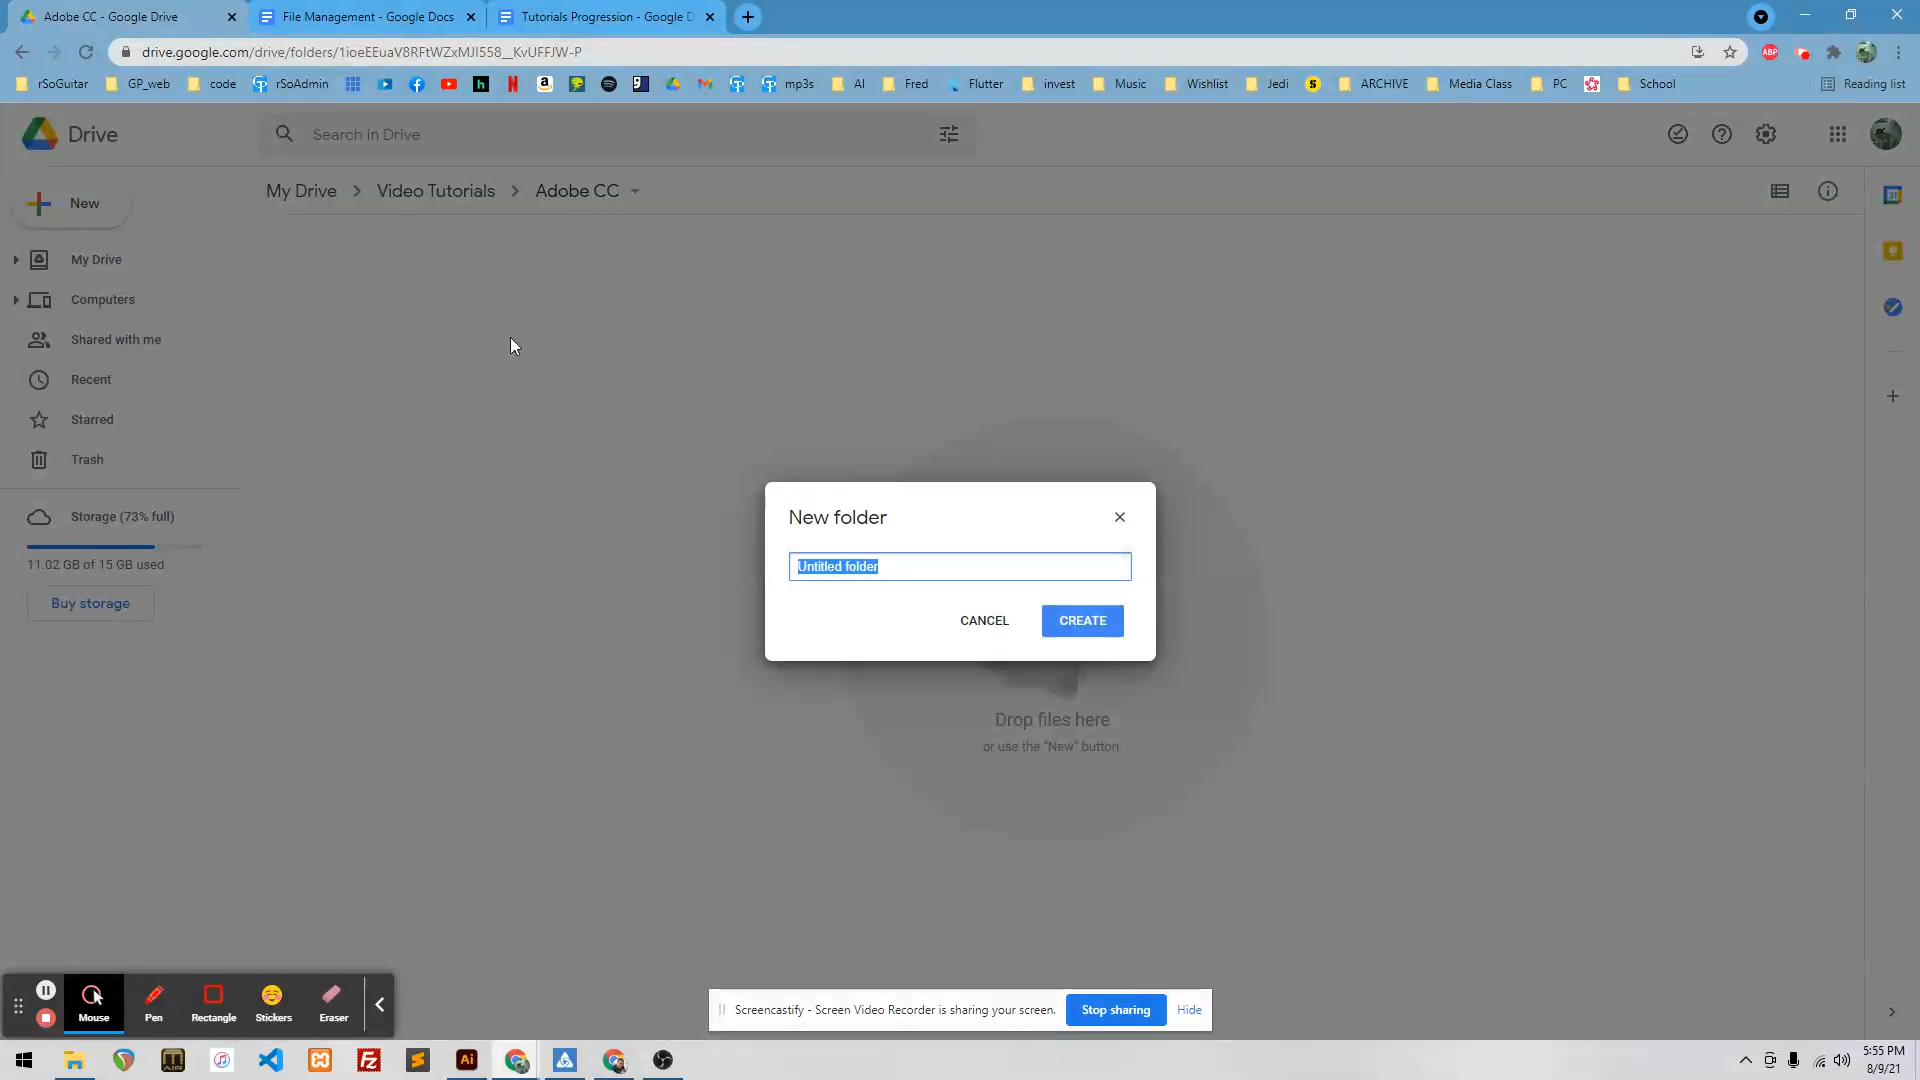 Adobe CC - Google Drive
File Management - Google Docs
Tutorials Progression - Google D
drive.google.com/drive/folders/1ioeEEuaV8RFtWZxMJI558__KvUFFJW-P
ABP
rSoGuitar
GP_web
code
rSoAdmin
mp3s
AI
Fred
Flutter
invest
Music
Wishlist
Jedi
ARCHIVE
Media Class
PC
School
Reading list
Drive
Search in Drive
New
My Drive
Video Tutorials
Adobe CC
My Drive
Computers
Shared with me
Recent
Starred
Trash
Storage (73% full)
11.02 GB of 15 GB used
Buy storage
New folder
Untitled folder
CANCEL
CREATE
Drop files here
or use the "New" button.
Mouse
Pen
Rectangle
Stickers
Eraser
Screencastify - Screen Video Recorder is sharing your screen.
Stop sharing
Hide
Ai
5:55 PM
8/9/21